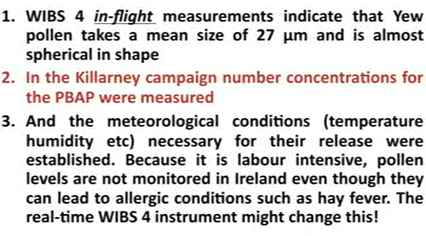 1. WIBS 4 in-flight measurements indicate that Yew
pollen takes a mean size of 27 µm and is almost
spherical in shape
2. In the Killarney campaign number concentrations for
the PBAP were measured
3. And the meteorological conditions (temperature
humidity etc) necessary for their release were
established. Because it is labour intensive, pollen
levels are not monitored in Ireland even though they
can lead to allergic conditions such as hay fever. The
real-time WIBS 4 instrument might change this!